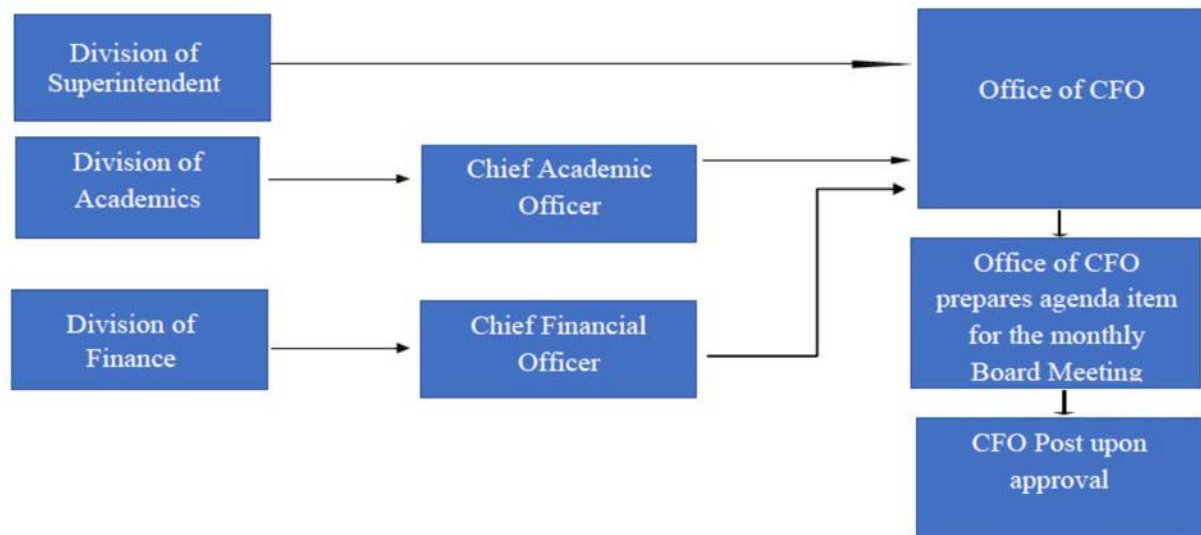 Division of
Superintendent
Office of CFO
Division of
Academics
Chief Academic
Officer
Division of
Finance
Chief Financial
Officer
Office of CFO
prepares agenda item
for the monthly
Board Meeting
CFO Post upon
approval